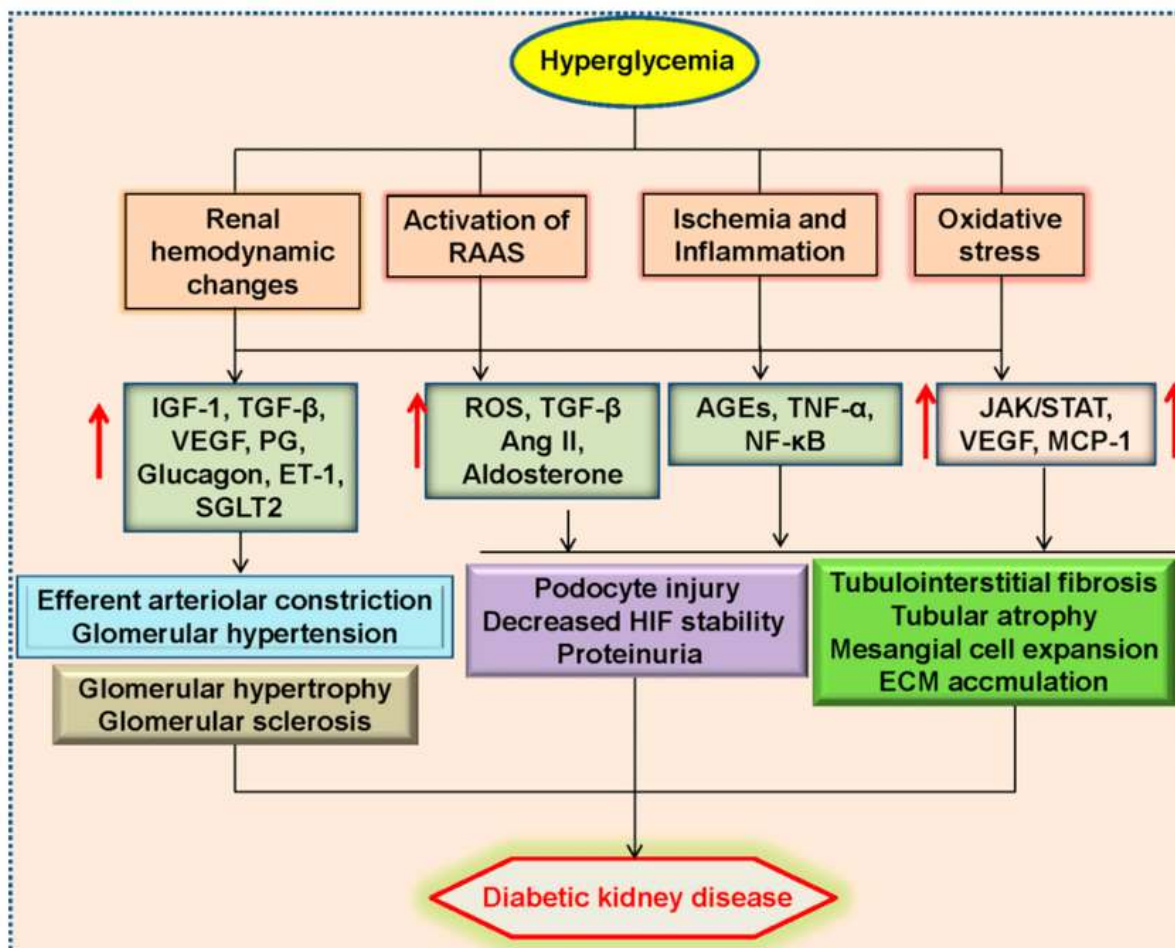 Hyperglycemia
Renal
hemodynamic
changes
Activation of
RAAS
Ischemia and
Inflammation
Oxidative
stress
IGF-1, TGF-β,
VEGF, PG,
Glucagon, ET-1,
SGLT2
ROS, TGF-β
Ang II,
Aldosterone
AGEs, TNF-α,
NF-κB
JAK/STAT,
VEGF, MCP-1
Efferent arteriolar constriction
Glomerular hypertension
Glomerular hypertrophy
Glomerular sclerosis
Podocyte injury
Decreased HIF stability
Proteinuria
Tubulointerstitial fibrosis
Tubular atrophy
Mesangial cell expansion
ECM accmulation
Diabetic kidney disease